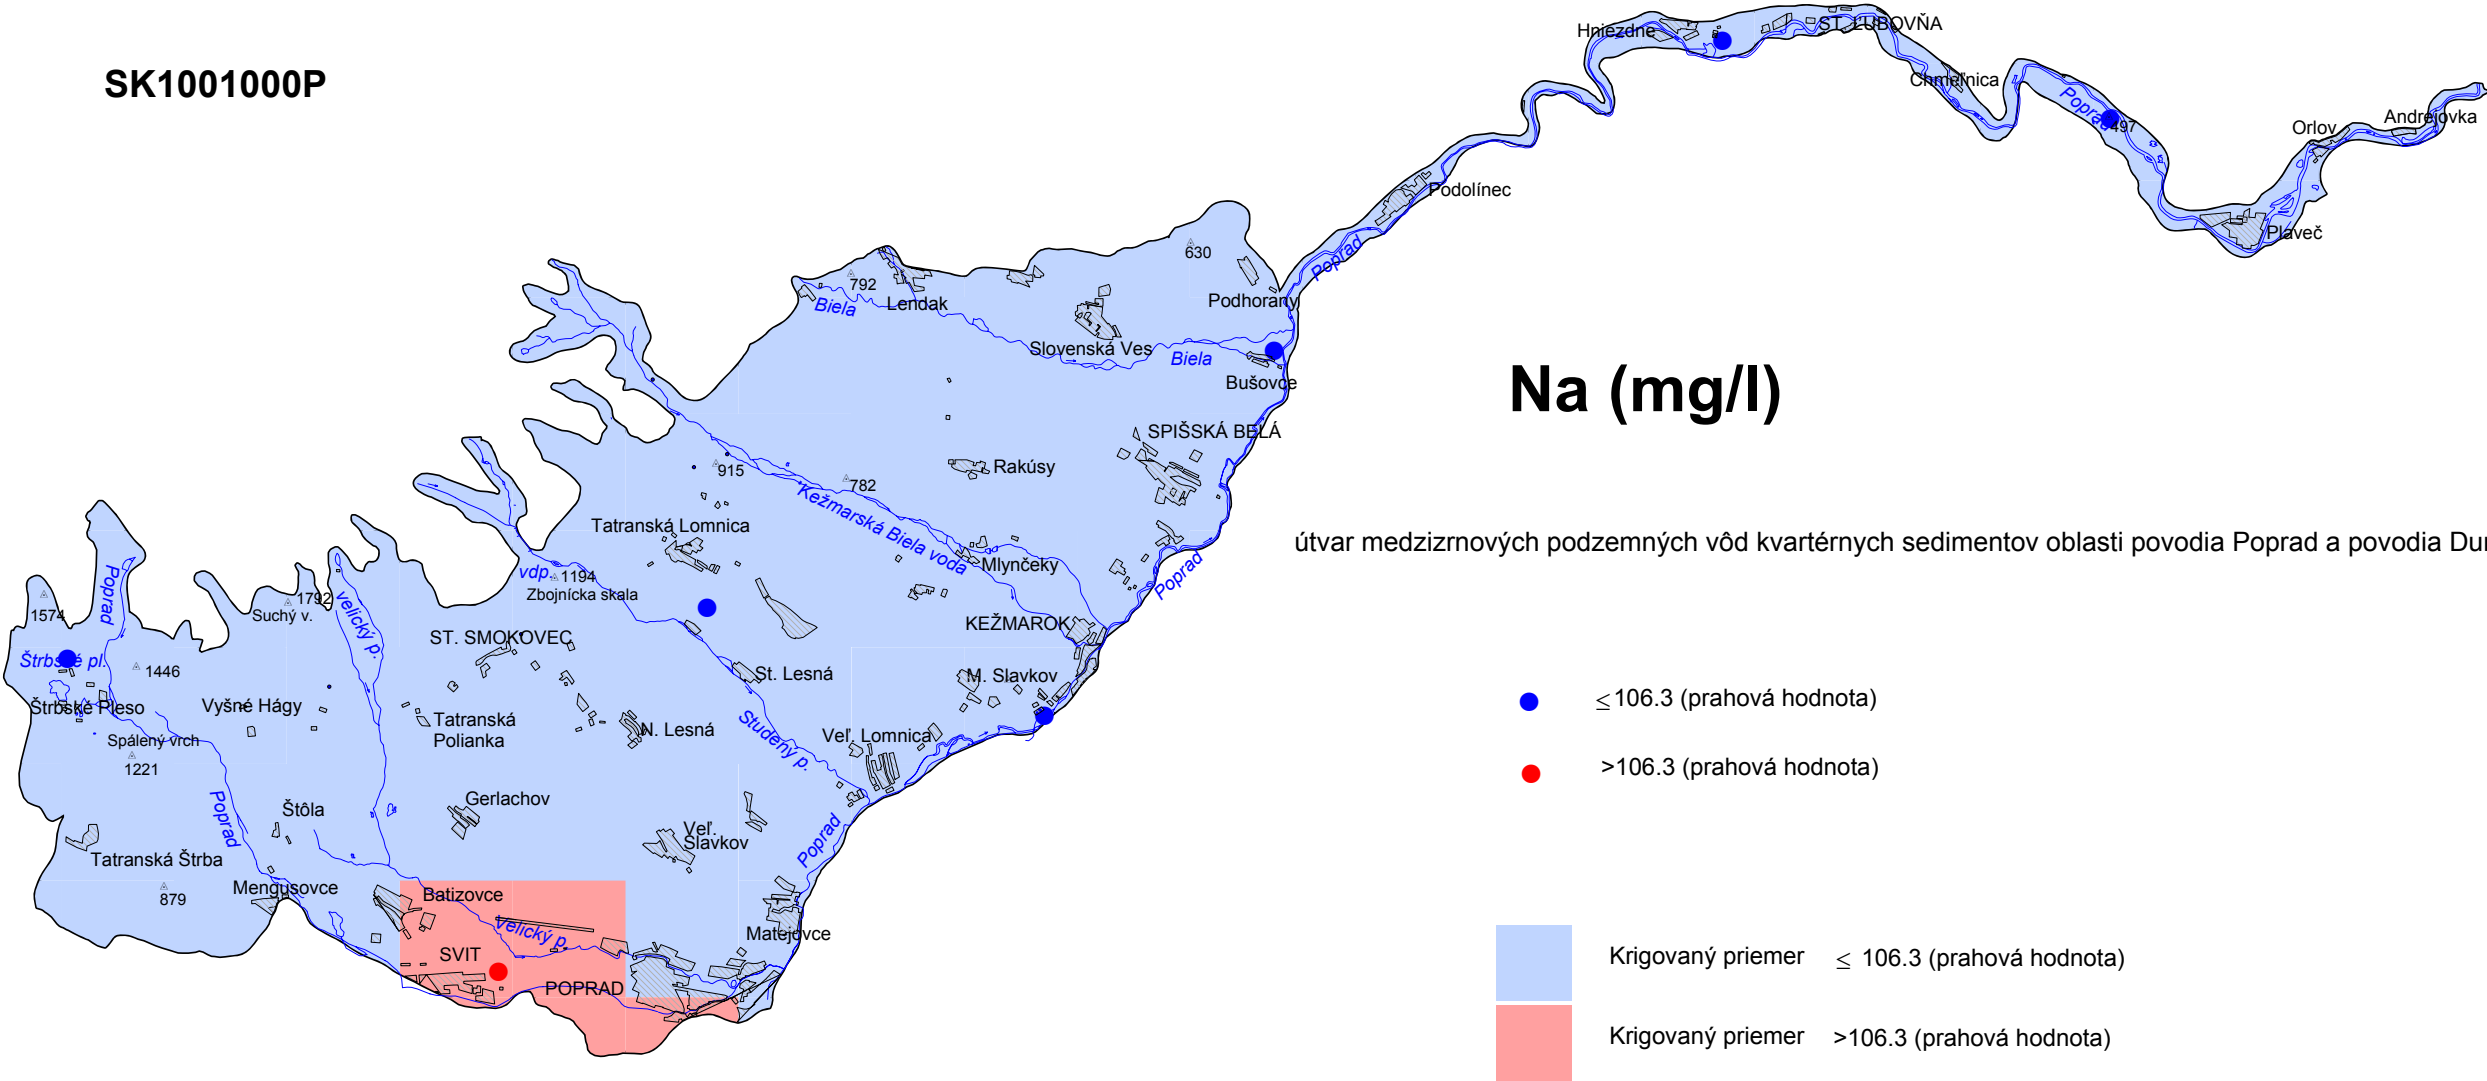 SK1001000P
Hniezdne
ST. ĽUBOVŇA
Chmeľnica
Poprad
497
Orlov
Andrejovka
Plaveč
Podolínec
Poprad
630
792
Lendak
Biela
Podhorany
Slovenská Ves
Biela
Bušovce
Na (mg/l)
SPIŠSKÁ BELÁ
915
782
Rakúsy
Kežmarská Biela voda
Tatranská Lomnica
útvar medzizrnových podzemných vôd kvartérnych sedimentov oblasti povodia Poprad a povodia Du
Mlynčeky
Poprad
vdp.
1194
Zbojnícka skala
1574
Poprad
1792
Suchý v.
velický p.
ST. SMOKOVEC
KEŽMAROK
Štrbské pl.
1446
St. Lesná
M. Slavkov
Štrbské Pleso
Vyšné Hágy
Tatranská
Polianka
N. Lesná
Studený p.
Veľ. Lomnica
≤ 106.3 (prahová hodnota)
Spálený vrch
1221
>106.3 (prahová hodnota)
Poprad
Štôla
Gerlachov
Veľ.
Slavkov
Poprad
Tatranská Štrba
879
Mengusovce
Batizovce
Velický p.
Matejovce
SVIT
POPRAD
Krigovaný priemer ≤ 106.3 (prahová hodnota)
Krigovaný priemer >106.3 (prahová hodnota)